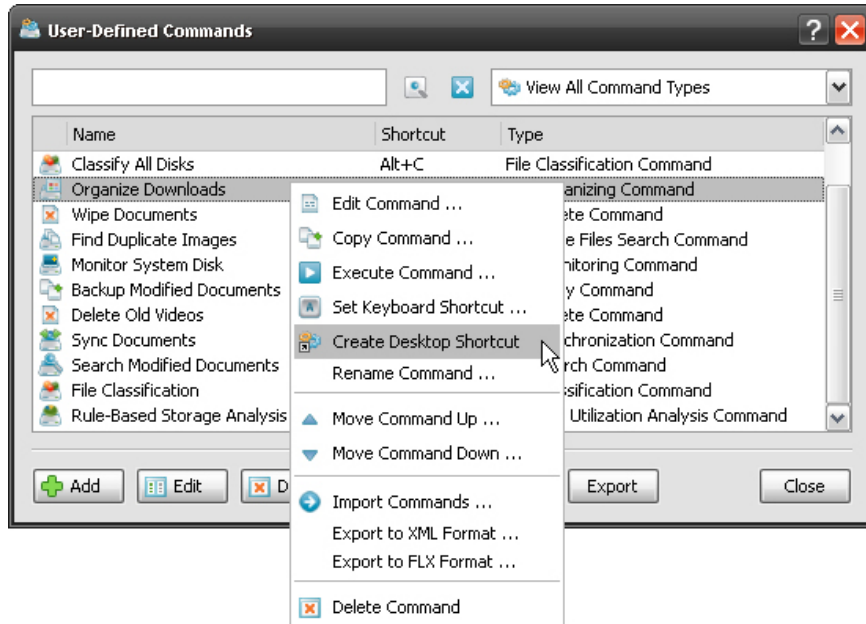 User-Defined Commands
View All Command Types
Name Shortcut Type
Classify All Disks Alt+C File Classification Command
Organize Downloads anizing Command
Wipe Documents ete Command
Find Duplicate Images e Files Search Command
Monitor System Disk nitoring Command
Backup Modified Documents y Command
Delete Old Videos ete Command
Sync Documents chronization Command
Search Modified Documents rch Command
File Classification sification Command
Rule-Based Storage Analysis Utilization Analysis Command
Edit Command ...
Copy Command ...
Execute Command ...
Set Keyboard Shortcut ...
Create Desktop Shortcut
Rename Command ...
Move Command Up ...
Move Command Down ...
Import Commands ...
Export to XML Format ...
Export to FLX Format ...
Delete Command
Add Edit D Export Close